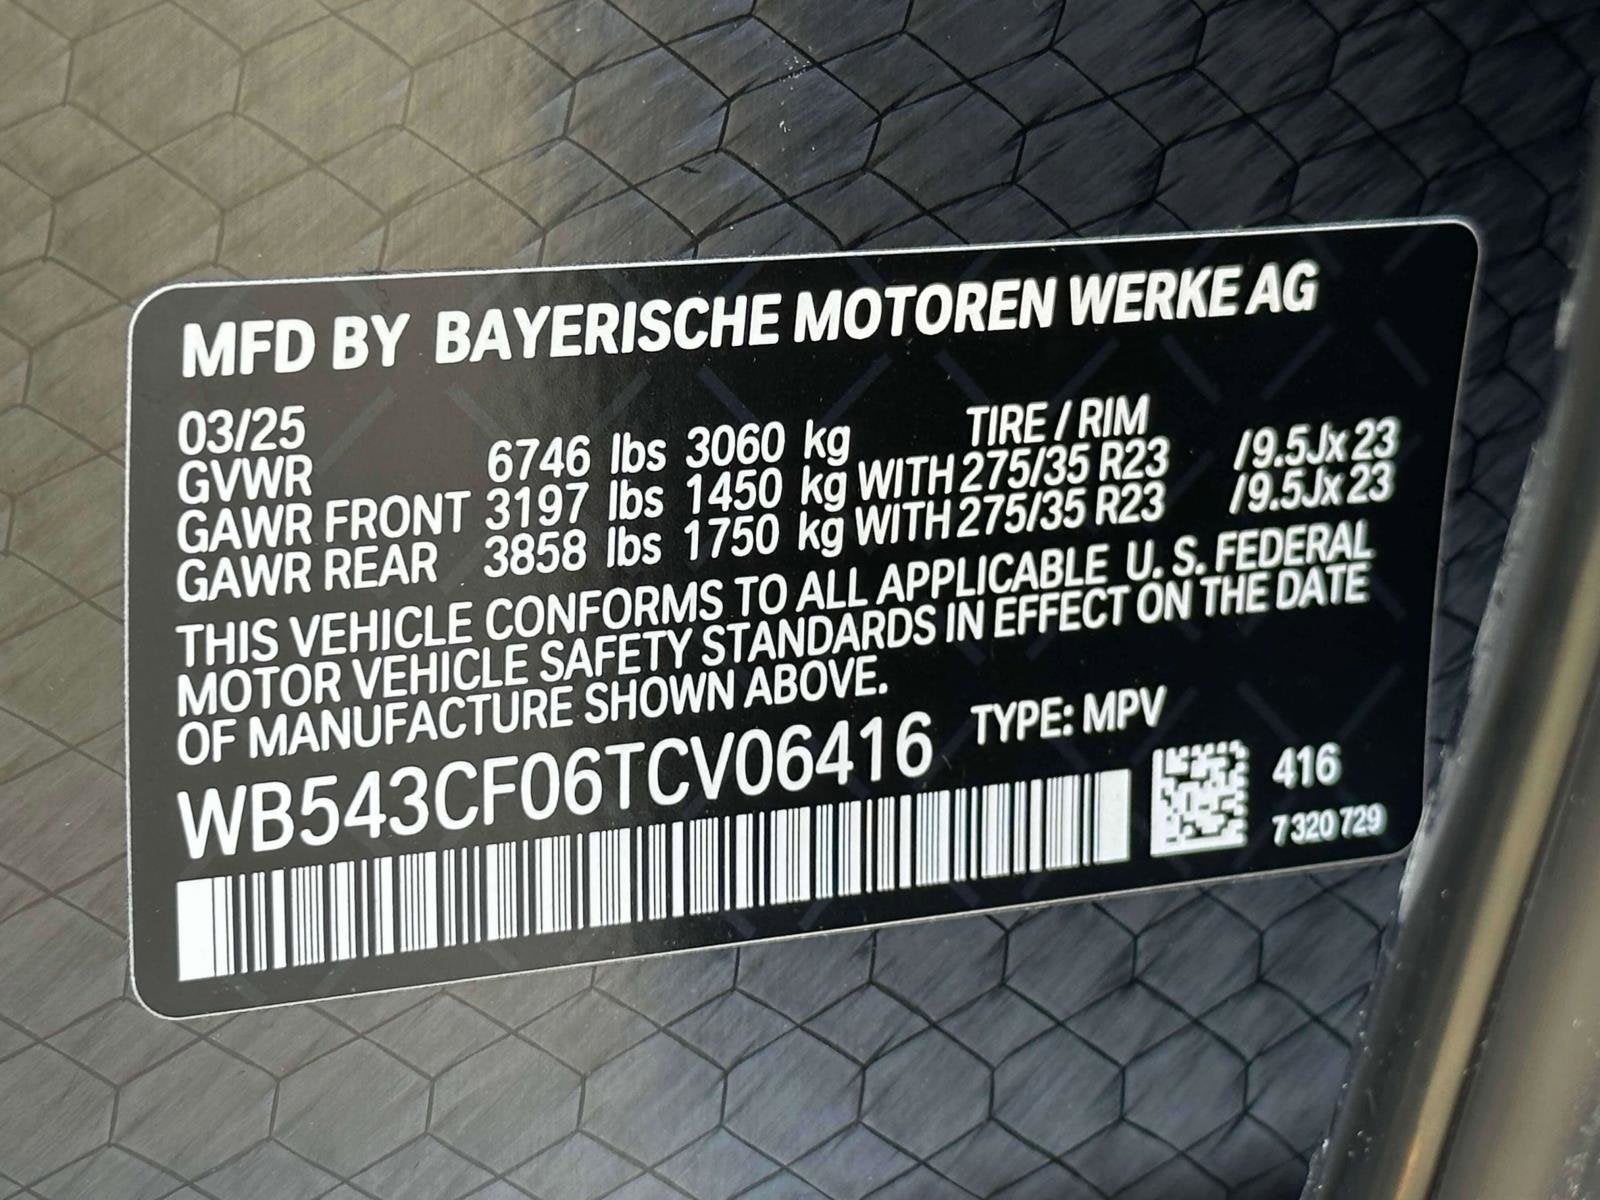 MFD BY BAYERISCHE MOTOREN WERKE AG
03/25 TIRE / RIM
GVWR 6746 lbs 3060 kg
GAWR FRONT 3197 lbs 1450 kg WITH 275/35 R23 /9.5Jx23
GAWR REAR 3858 lbs 1750 kg WITH 275/35 R23 /9.5Jx23
THIS VEHICLE CONFORMS TO ALL APPLICABLE U. S. FEDERAL
MOTOR VEHICLE SAFETY STANDARDS IN EFFECT ON THE DATE
OF MANUFACTURE SHOWN ABOVE.
WB543CF06TCV06416 TYPE: MPV
416
7 320 729